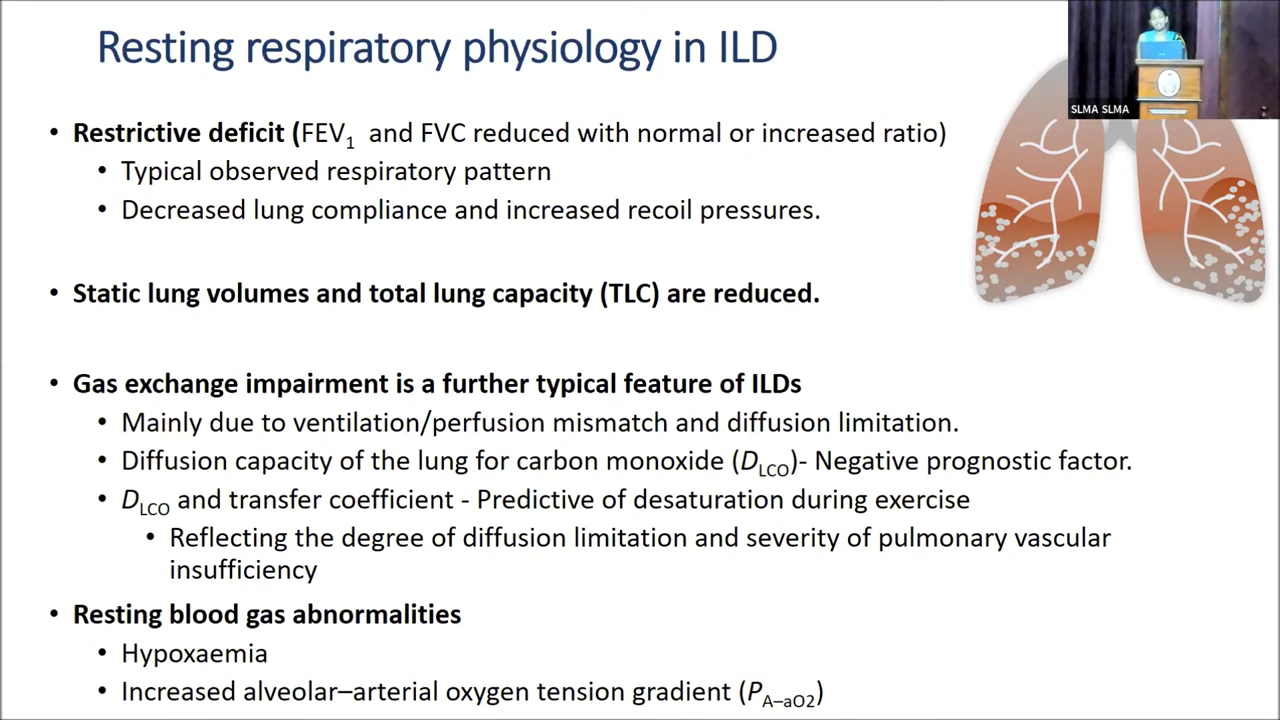 Resting respiratory physiology in ILD
SLMA SLMA
• Restrictive deficit (FEV1 and FVC reduced with normal or increased ratio)
• Typical observed respiratory pattern
• Decreased lung compliance and increased recoil pressures.
• Static lung volumes and total lung capacity (TLC) are reduced.
• Gas exchange impairment is a further typical feature of ILDs
• Mainly due to ventilation/perfusion mismatch and diffusion limitation.
• Diffusion capacity of the lung for carbon monoxide (DLCO)- Negative prognostic factor.
• DLCO and transfer coefficient - Predictive of desaturation during exercise
• Reflecting the degree of diffusion limitation and severity of pulmonary vascular
insufficiency
• Resting blood gas abnormalities
• Hypoxaemia
• Increased alveolar–arterial oxygen tension gradient (PA–aO2)